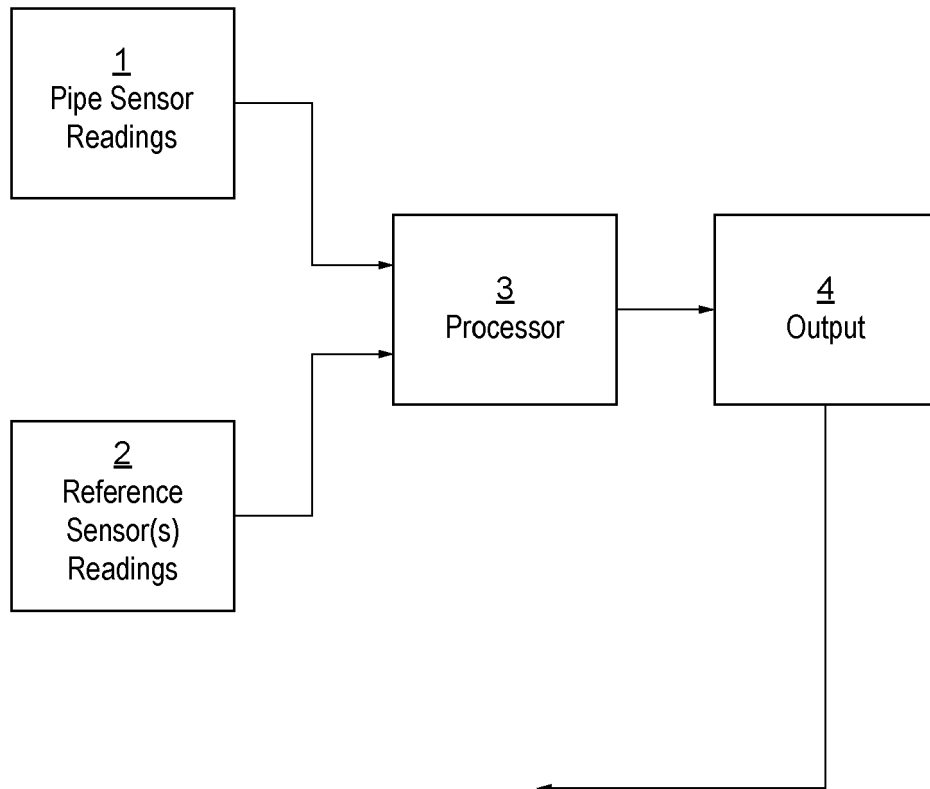 1
Pipe Sensor
Readings
3
Processor
4
Output
2
Reference
Sensor(s)
Readings